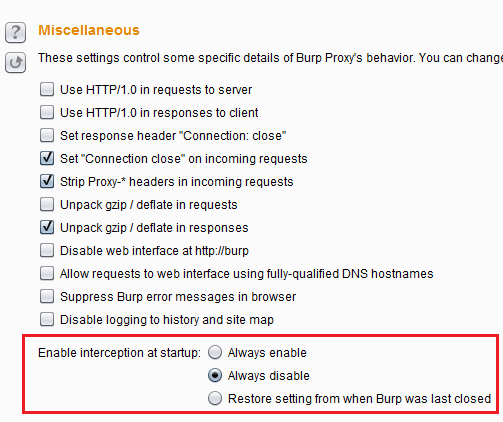 Miscellaneous
These settings control some specific details of Burp Proxy's behavior. You can change
Use HTTP/1.0 in requests to server
Use HTTP/1.0 in responses to client
Set response header "Connection: close"
Set "Connection close" on incoming requests
Strip Proxy-* headers in incoming requests
Unpack gzip / deflate in requests
Unpack gzip / deflate in responses
Disable web interface at http://burp
Allow requests to web interface using fully-qualified DNS hostnames
Suppress Burp error messages in browser
Disable logging to history and site map
Enable interception at startup: Always enable
Always disable
Restore setting from when Burp was last closed